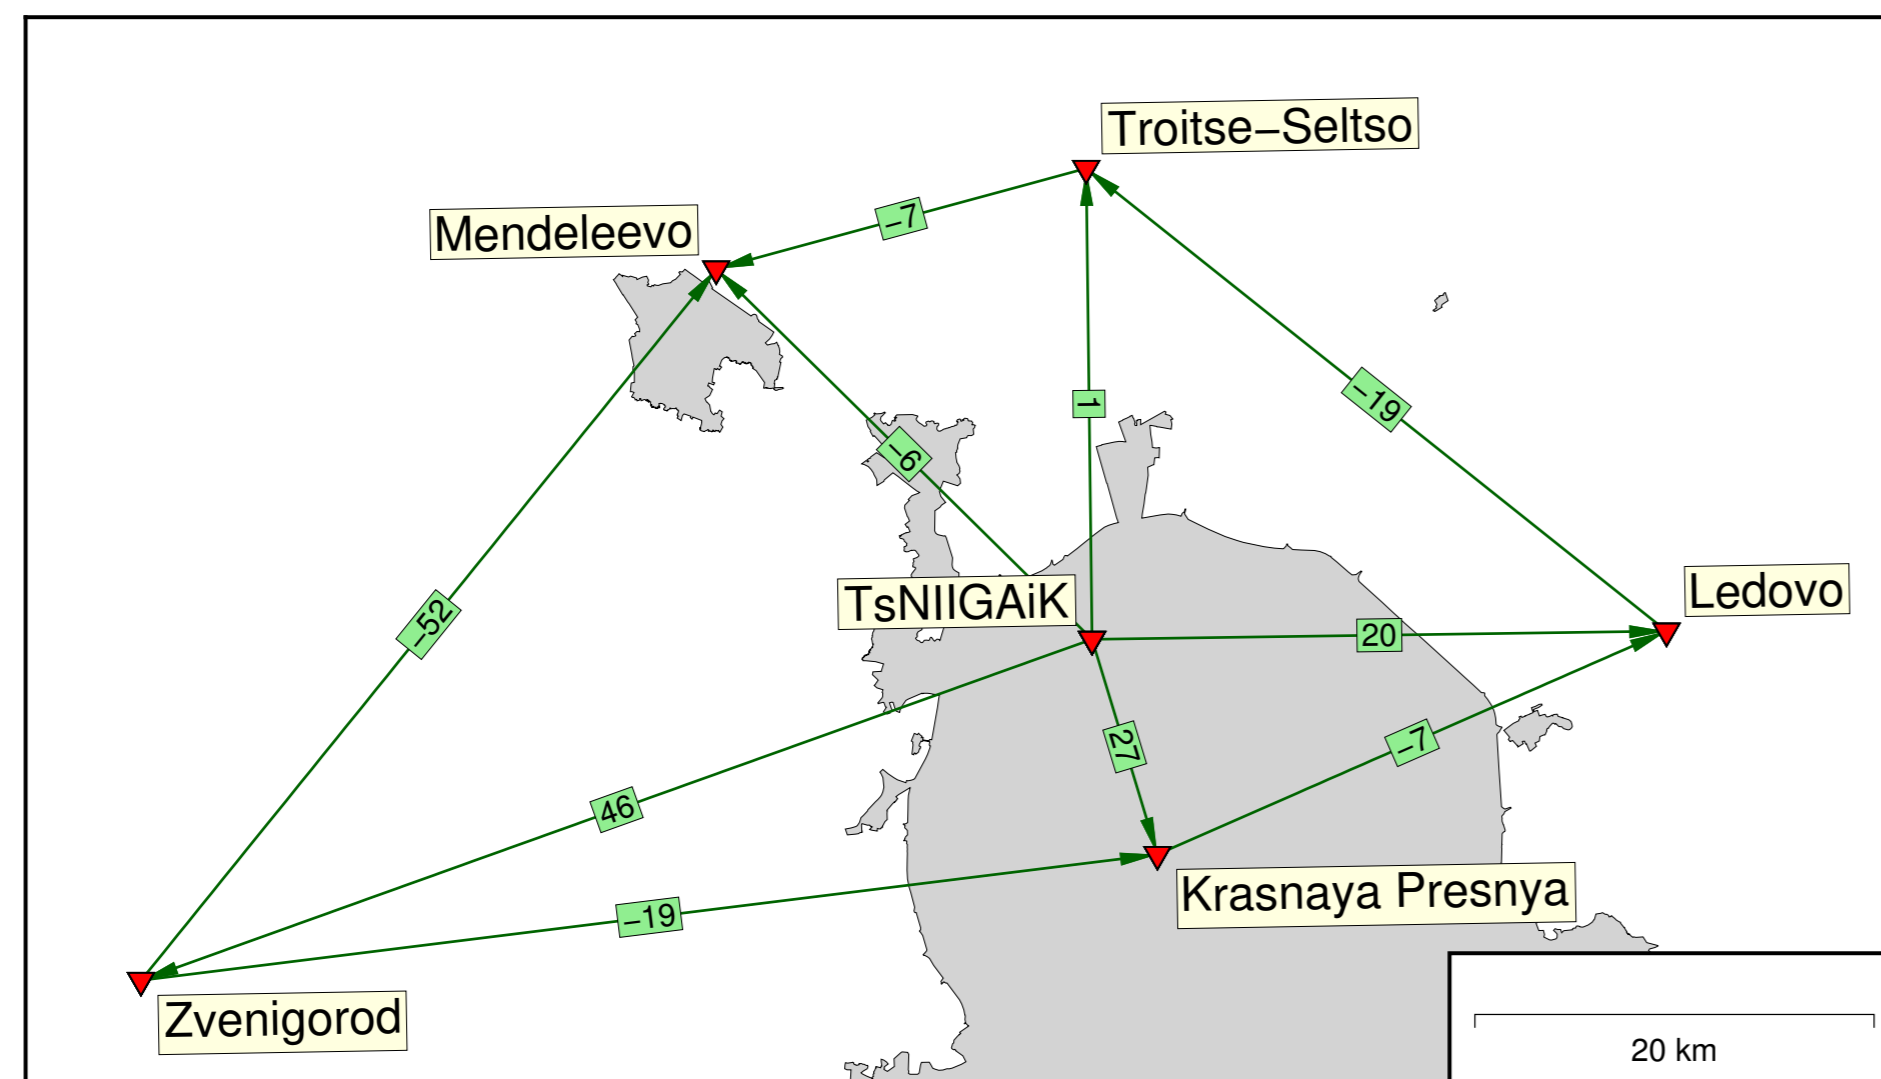 Troitse−Seltso
Mendeleevo
−7
1
−19
−6
TsNIIGAiK
Ledovo
−52
20
27
−7
46
Krasnaya Presnya
−19
Zvenigorod
20 km